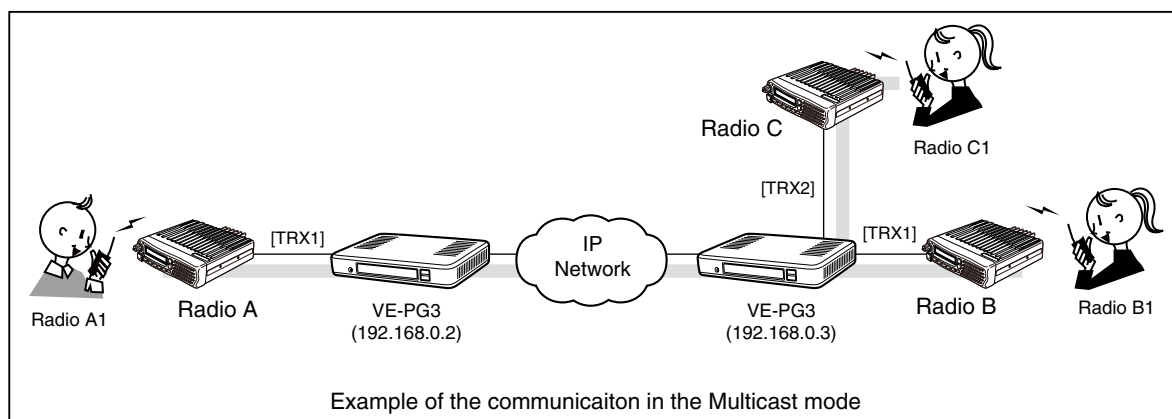 Radio C
Radio C1
[TRX2]
[TRX1]
IP
Network
[TRX1]
Radio A1
Radio A
VE-PG3
(192.168.0.2)
VE-PG3
(192.168.0.3)
Radio B
Radio B1
Example of the communicaiton in the Multicast mode